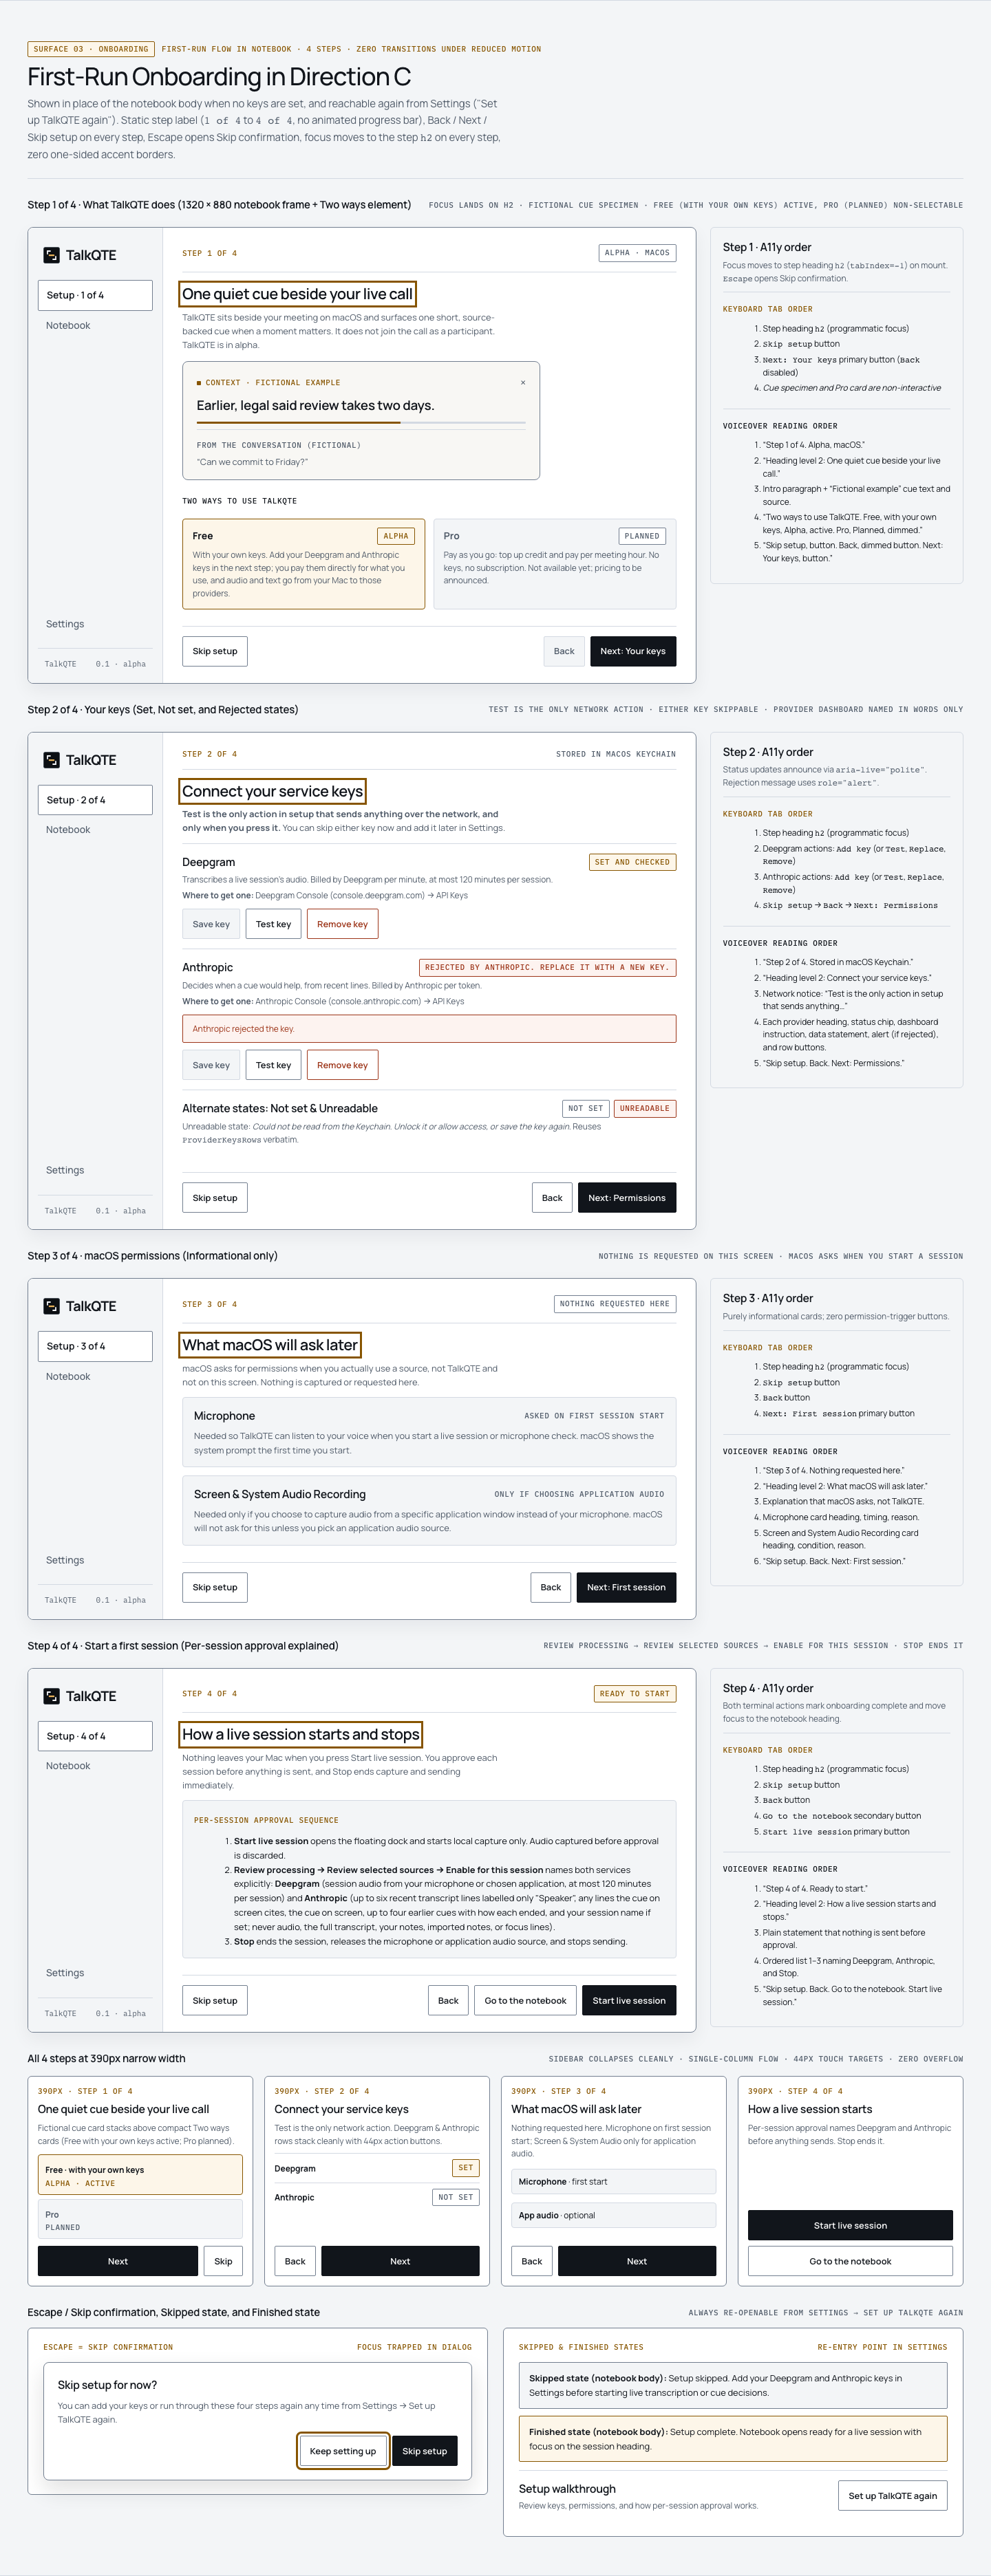 SURFACE 03 · ONBOARDING
FIRST-RUN FLOW IN NOTEBOOK · 4 STEPS · ZERO TRANSITIONS UNDER REDUCED MOTION
First-Run Onboarding in Direction C
Shown in place of the notebook body when no keys are set, and reachable again from Settings ("Set
up TalkQTE again"). Static step label (1 of 4 to 4 of 4, no animated progress bar), Back / Next /
Skip setup on every step, Escape opens Skip confirmation, focus moves to the step h2 on every step,
zero one-sided accent borders.
Step 1 of 4 · What TalkQTE does (1320 × 880 notebook frame + Two ways element)
FOCUS LANDS ON H2 · FICTIONAL CUE SPECIMEN · FREE (WITH YOUR OWN KEYS) ACTIVE, PRO (PLANNED) NON-SELECTABLE
TalkQTE
Setup · 1 of 4
Notebook
Settings
TalkQTE 0.1 · alpha
STEP 1 OF 4
ALPHA · MACOS
One quiet cue beside your live call
TalkQTE sits beside your meeting on macOS and surfaces one short, source-
backed cue when a moment matters. It does not join the call as a participant.
TalkQTE is in alpha.
■ CONTEXT · FICTIONAL EXAMPLE ×
Earlier, legal said review takes two days.
FROM THE CONVERSATION (FICTIONAL)
"Can we commit to Friday?"
TWO WAYS TO USE TALKQTE
Free ALPHA
With your own keys. Add your Deepgram and Anthropic
keys in the next step; you pay them directly for what you
use, and audio and text go from your Mac to those
providers.
Pro PLANNED
Pay as you go: top up credit and pay per meeting hour. No
keys, no subscription. Not available yet; pricing to be
announced.
Skip setup
Back
Next: Your keys
Step 1 · A11y order
Focus moves to step heading h2 (tabIndex=-1) on mount.
Escape opens Skip confirmation.
KEYBOARD TAB ORDER
1. Step heading h2 (programmatic focus)
2. Skip setup button
3. Next: Your keys primary button (Back
disabled)
4. Cue specimen and Pro card are non-interactive
VOICEOVER READING ORDER
1. "Step 1 of 4. Alpha, macOS."
2. "Heading level 2: One quiet cue beside your live
call."
3. Intro paragraph + "Fictional example" cue text and
source.
4. "Two ways to use TalkQTE. Free, with your own
keys, Alpha, active. Pro, Planned, dimmed."
5. "Skip setup, button. Back, dimmed button. Next:
Your keys, button."
Step 2 of 4 · Your keys (Set, Not set, and Rejected states)
TEST IS THE ONLY NETWORK ACTION · EITHER KEY SKIPPABLE · PROVIDER DASHBOARD NAMED IN WORDS ONLY
TalkQTE
Setup · 2 of 4
Notebook
Settings
TalkQTE 0.1 · alpha
STEP 2 OF 4
STORED IN MACOS KEYCHAIN
Connect your service keys
Test is the only action in setup that sends anything over the network, and
only when you press it. You can skip either key now and add it later in Settings.
Deepgram SET AND CHECKED
Transcribes a live session's audio. Billed by Deepgram per minute, at most 120 minutes per session.
Where to get one: Deepgram Console (console.deepgram.com) → API Keys
Save key
Test key
Remove key
Anthropic REJECTED BY ANTHROPIC. REPLACE IT WITH A NEW KEY.
Decides when a cue would help, from recent lines. Billed by Anthropic per token.
Where to get one: Anthropic Console (console.anthropic.com) → API Keys
Anthropic rejected the key.
Save key
Test key
Remove key
Alternate states: Not set & Unreadable NOT SET UNREADABLE
Unreadable state: Could not be read from the Keychain. Unlock it or allow access, or save the key again. Reuses
ProviderKeysRows verbatim.
Skip setup
Back
Next: Permissions
Step 2 · A11y order
Status updates announce via aria-live="polite".
Rejection message uses role="alert".
KEYBOARD TAB ORDER
1. Step heading h2 (programmatic focus)
2. Deepgram actions: Add key (or Test, Replace,
Remove)
3. Anthropic actions: Add key (or Test, Replace,
Remove)
4. Skip setup → Back → Next: Permissions
VOICEOVER READING ORDER
1. "Step 2 of 4. Stored in macOS Keychain."
2. "Heading level 2: Connect your service keys."
3. Network notice: "Test is the only action in setup
that sends anything…"
4. Each provider heading, status chip, dashboard
instruction, data statement, alert (if rejected),
and row buttons.
5. "Skip setup. Back. Next: Permissions."
Step 3 of 4 · macOS permissions (Informational only)
NOTHING IS REQUESTED ON THIS SCREEN · MACOS ASKS WHEN YOU START A SESSION
TalkQTE
Setup · 3 of 4
Notebook
Settings
TalkQTE 0.1 · alpha
STEP 3 OF 4
NOTHING REQUESTED HERE
What macOS will ask later
macOS asks for permissions when you actually use a source, not TalkQTE and
not on this screen. Nothing is captured or requested here.
Microphone ASKED ON FIRST SESSION START
Needed so TalkQTE can listen to your voice when you start a live session or microphone check. macOS shows the
system prompt the first time you start.
Screen & System Audio Recording ONLY IF CHOOSING APPLICATION AUDIO
Needed only if you choose to capture audio from a specific application window instead of your microphone. macOS
will not ask for this unless you pick an application audio source.
Skip setup
Back
Next: First session
Step 3 · A11y order
Purely informational cards; zero permission-trigger buttons.
KEYBOARD TAB ORDER
1. Step heading h2 (programmatic focus)
2. Skip setup button
3. Back button
4. Next: First session primary button
VOICEOVER READING ORDER
1. "Step 3 of 4. Nothing requested here."
2. "Heading level 2: What macOS will ask later."
3. Explanation that macOS asks, not TalkQTE.
4. Microphone card heading, timing, reason.
5. Screen and System Audio Recording card
heading, condition, reason.
6. "Skip setup. Back. Next: First session."
Step 4 of 4 · Start a first session (Per-session approval explained)
REVIEW PROCESSING → REVIEW SELECTED SOURCES → ENABLE FOR THIS SESSION · STOP ENDS IT
TalkQTE
Setup · 4 of 4
Notebook
Settings
TalkQTE 0.1 · alpha
STEP 4 OF 4
READY TO START
How a live session starts and stops
Nothing leaves your Mac when you press Start live session. You approve each
session before anything is sent, and Stop ends capture and sending
immediately.
PER-SESSION APPROVAL SEQUENCE
1. Start live session opens the floating dock and starts local capture only. Audio captured before approval
is discarded.
2. Review processing → Review selected sources → Enable for this session names both services
explicitly: Deepgram (session audio from your microphone or chosen application, at most 120 minutes
per session) and Anthropic (up to six recent transcript lines labelled only "Speaker", any lines the cue on
screen cites, the cue on screen, up to four earlier cues with how each ended, and your session name if
set; never audio, the full transcript, your notes, imported notes, or focus lines).
3. Stop ends the session, releases the microphone or application audio source, and stops sending.
Skip setup
Back
Go to the notebook
Start live session
Step 4 · A11y order
Both terminal actions mark onboarding complete and move
focus to the notebook heading.
KEYBOARD TAB ORDER
1. Step heading h2 (programmatic focus)
2. Skip setup button
3. Back button
4. Go to the notebook secondary button
5. Start live session primary button
VOICEOVER READING ORDER
1. "Step 4 of 4. Ready to start."
2. "Heading level 2: How a live session starts and
stops."
3. Plain statement that nothing is sent before
approval.
4. Ordered list 1–3 naming Deepgram, Anthropic,
and Stop.
5. "Skip setup. Back. Go to the notebook. Start live
session."
All 4 steps at 390px narrow width
SIDEBAR COLLAPSES CLEANLY · SINGLE-COLUMN FLOW · 44PX TOUCH TARGETS · ZERO OVERFLOW
390PX · STEP 1 OF 4
One quiet cue beside your live call
Fictional cue card stacks above compact Two ways
cards (Free with your own keys active; Pro planned).
Free · with your own keys
ALPHA · ACTIVE
Pro
PLANNED
Next
Skip
390PX · STEP 2 OF 4
Connect your service keys
Test is the only network action. Deepgram & Anthropic
rows stack cleanly with 44px action buttons.
Deepgram SET
Anthropic NOT SET
Back
Next
390PX · STEP 3 OF 4
What macOS will ask later
Nothing requested here. Microphone on first session
start; Screen & System Audio only for application
audio.
Microphone · first start
App audio · optional
Back
Next
390PX · STEP 4 OF 4
How a live session starts
Per-session approval names Deepgram and Anthropic
before anything sends. Stop ends it.
Start live session
Go to the notebook
Escape / Skip confirmation, Skipped state, and Finished state
ALWAYS RE-OPENABLE FROM SETTINGS → SET UP TALKQTE AGAIN
ESCAPE = SKIP CONFIRMATION
FOCUS TRAPPED IN DIALOG
Skip setup for now?
You can add your keys or run through these four steps again any time from Settings → Set up
TalkQTE again.
Keep setting up
Skip setup
SKIPPED & FINISHED STATES
RE-ENTRY POINT IN SETTINGS
Skipped state (notebook body): Setup skipped. Add your Deepgram and Anthropic keys in
Settings before starting live transcription or cue decisions.
Finished state (notebook body): Setup complete. Notebook opens ready for a live session with
focus on the session heading.
Setup walkthrough
Review keys, permissions, and how per-session approval works.
Set up TalkQTE again